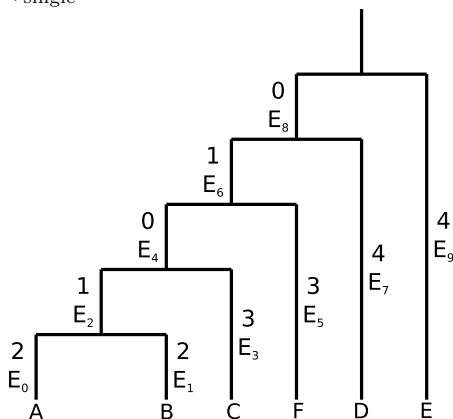 single
0
E₈
1
E₆
0
E₄
4
E₉
4
E₇
1
E₂
3
E₅
3
E₃
2
E₀
2
E₁
A B C F D E